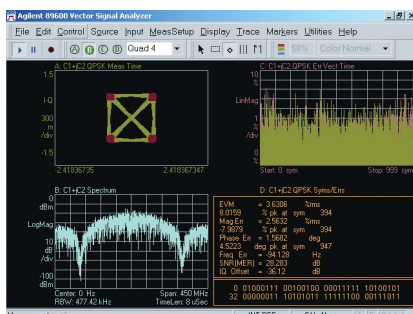 Agilent 89600 Vector Signal Analyzer
File Edit Control Source Input MeasSetup Display Trace Markers Utilities Help
A B C D Quad 4 50% Color Normal
A: C1+jC2 QPSK Meas Time
1.5
I-Q
300
m
/div
-1.5
-2.41836735 2.418367347
C: C1+jC2 QPSK Err Vect Time
10
%
LinMag
1
%
/div
0
%
Start: 0 sym Stop: 999 sym
B: C1+jC2 Spectrum
0
dBm
LogMag
10
dB
/div
-100
dBm
Center: 0 Hz Span: 450 MHz
RBW: 477.42 kHz TimeLen: 8 uSec
D: C1+jC2 QPSK Syms/Errs
EVM = 3.6306 %rms
8.0159 % pk at sym 394
Mag Err = 2.5632 %rms
-7.9879 % pk at sym 394
Phase Err = 1.5682 deg
4.5223 deg pk at sym 947
Freq Err = -94.128 Hz
SNR(MER) = 28.283 dB
IQ Offset = -36.12 dB
0 01000111 00100100 00011111 10100101
32 00000011 10101011 11111100 00111011